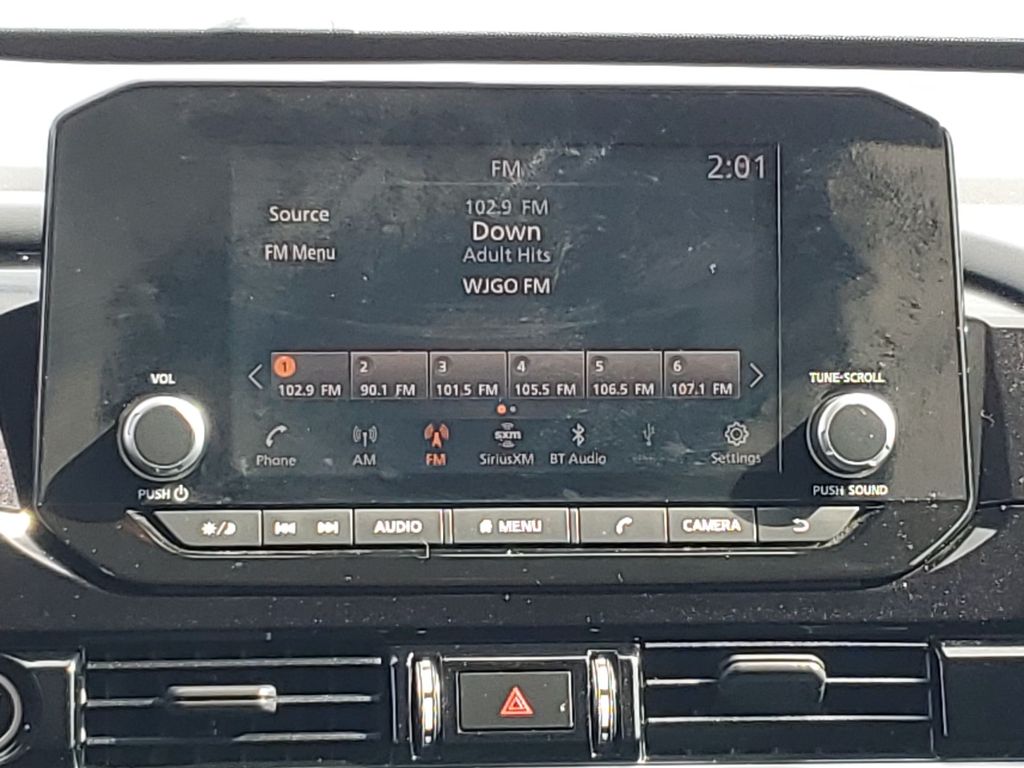 FM
2:01
Source
102.9 FM
Down
FM Menu
Adult Hits
WJGO FM
1 2 3 4 5 6
102.9 FM 90.1 FM 101.5 FM 105.5 FM 106.5 FM 107.1 FM
VOL
TUNE·SCROLL
sxm
Phone AM FM SiriusXM BT Audio Settings
PUSH
PUSH SOUND
AUDIO MENU CAMERA